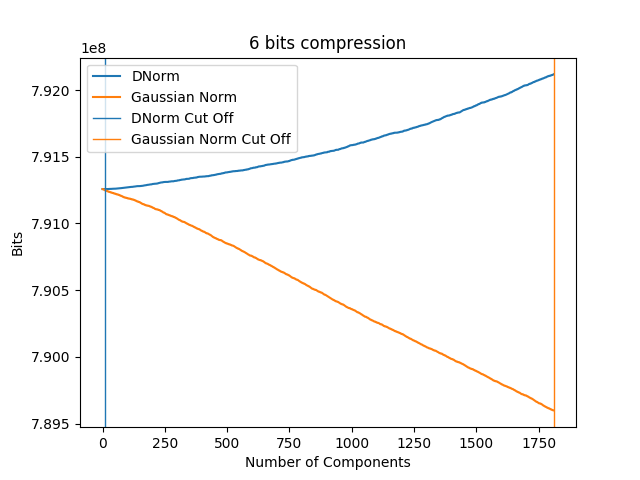 6 bits compression
1e8
DNorm
Gaussian Norm
DNorm Cut Off
Gaussian Norm Cut Off
7.920
7.915
7.910
7.905
7.900
7.895
Bits
0 250 500 750 1000 1250 1500 1750
Number of Components